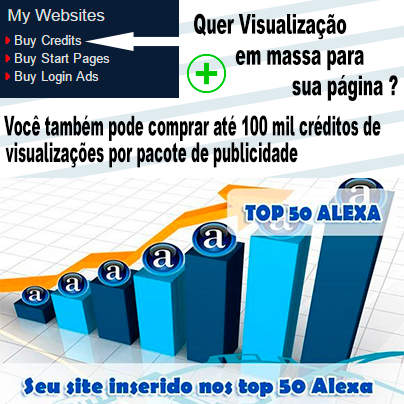 My Websites
Buy Credits
Buy Start Pages
Buy Login Ads
Quer Visualização
em massa para
sua página ?
Você também pode comprar até 100 mil créditos de
visualizações por pacote de publicidade
TOP 50 ALEXA
a a a a a a a
Seu site inserido nos top 50 Alexa